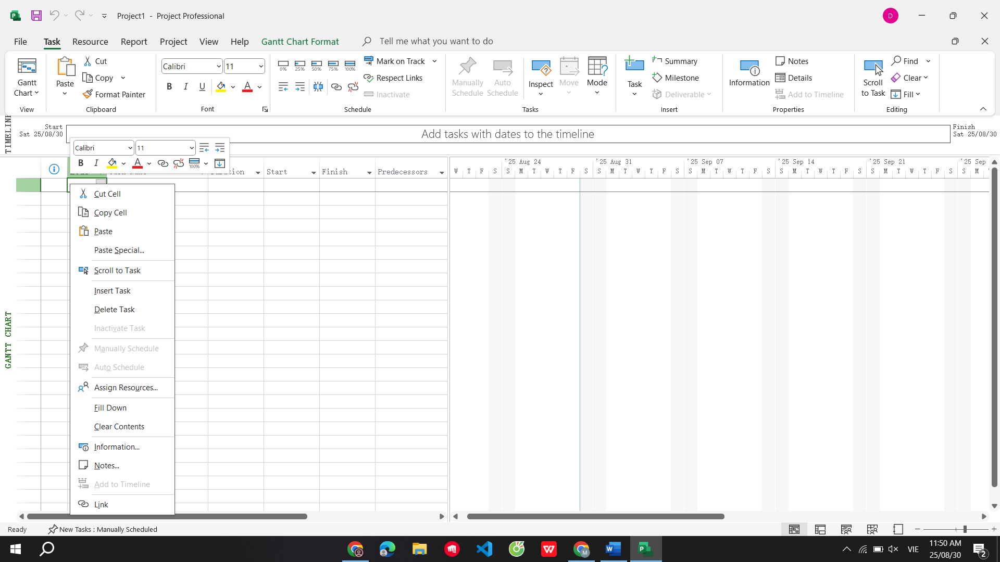 Project1 - Project Professional
D
File Task Resource Report Project View Help Gantt Chart Format Tell me what you want to do
Gantt Chart
View
Paste
Cut
Copy
Format Painter
Clipboard
Calibri 11
B I U A
Font
0% 25% 50% 75% 100%
Mark on Track
Respect Links
Inactivate
Schedule
Manually Schedule
Auto Schedule
Inspect
Move
Mode
Tasks
Task
Summary
Milestone
Deliverable
Insert
Information
Notes
Details
Add to Timeline
Properties
Scroll to Task
Find
Clear
Fill
Editing
Start
Sat 25/08/30
Add tasks with dates to the timeline
Finish
Sat 25/08/30
Calibri 11
B I A 100%
Start Finish Predecessors
'25 Aug 24 '25 Aug 31 '25 Sep 07 '25 Sep 14 '25 Sep 21 '25 Sep
W T F S S M T W T F S S M T W T F S S M T W T F S S M T W T F S S M T W T F S S M
Cut Cell
Copy Cell
Paste
Paste Special...
Scroll to Task
Insert Task
Delete Task
Inactivate Task
Manually Schedule
Auto Schedule
Assign Resources...
Fill Down
Clear Contents
Information...
Notes...
Add to Timeline
Link
GANTT CHART
Ready New Tasks : Manually Scheduled
VIE
11:50 AM
25/08/30
2